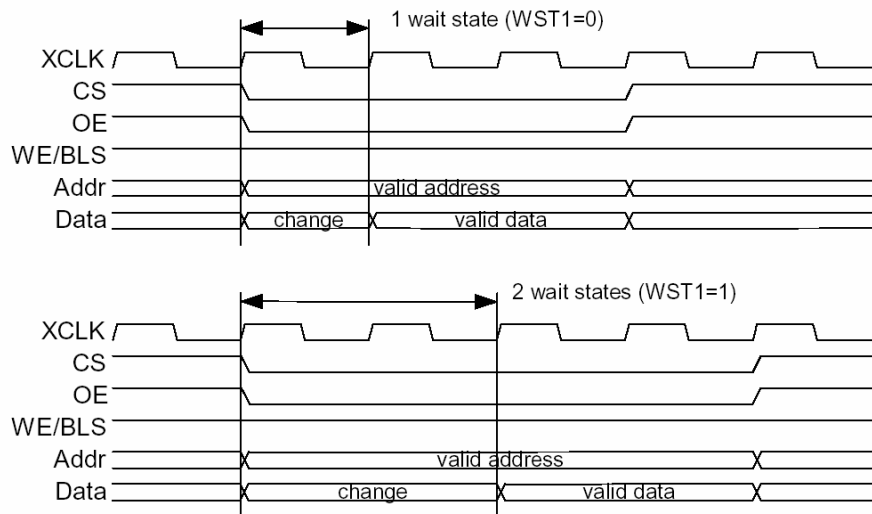 1 wait state (WST1=0)
XCLK
CS
OE
WE/BLS
Addr valid address
Data change valid data
2 wait states (WST1=1)
XCLK
CS
OE
WE/BLS
Addr valid address
Data change valid data